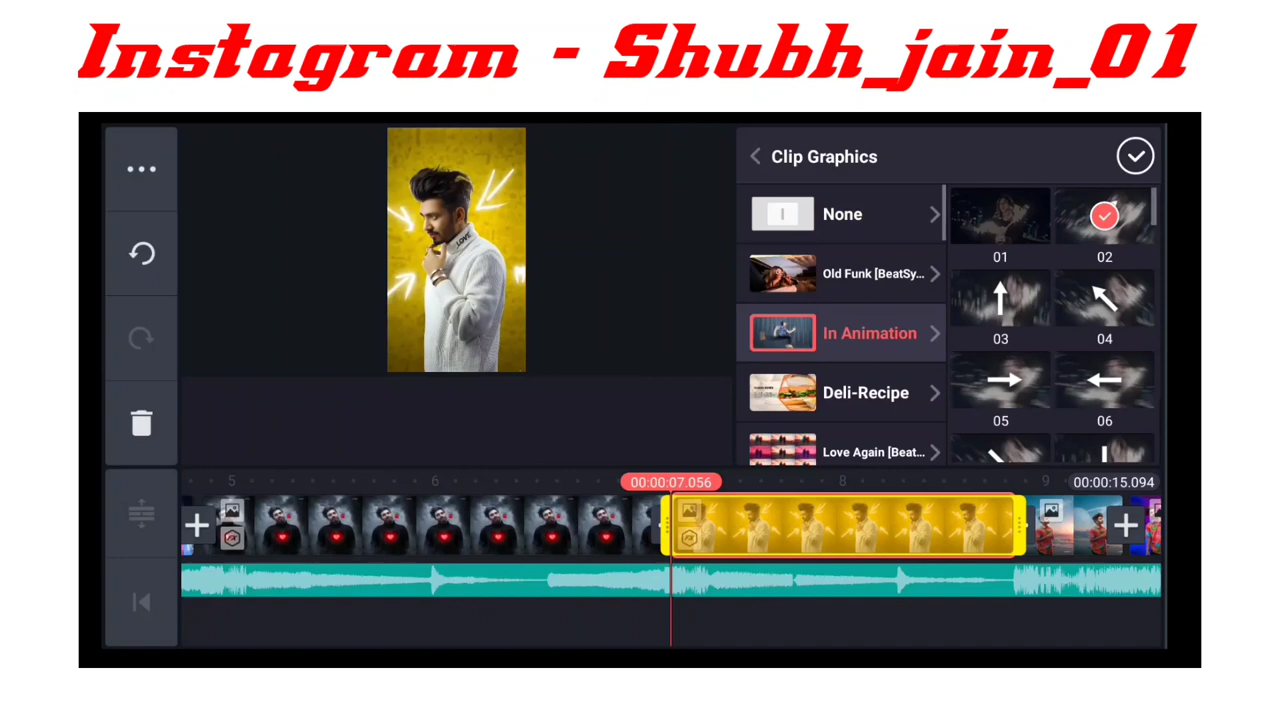 Instagram - Shubh_jain_01
Clip Graphics
None
01
02
Old Funk [BeatSy...
03
04
In Animation
Deli-Recipe
05
06
Love Again [Beat...
LOVE
5
6
00:00:07.056
8
9
00:00:15.094